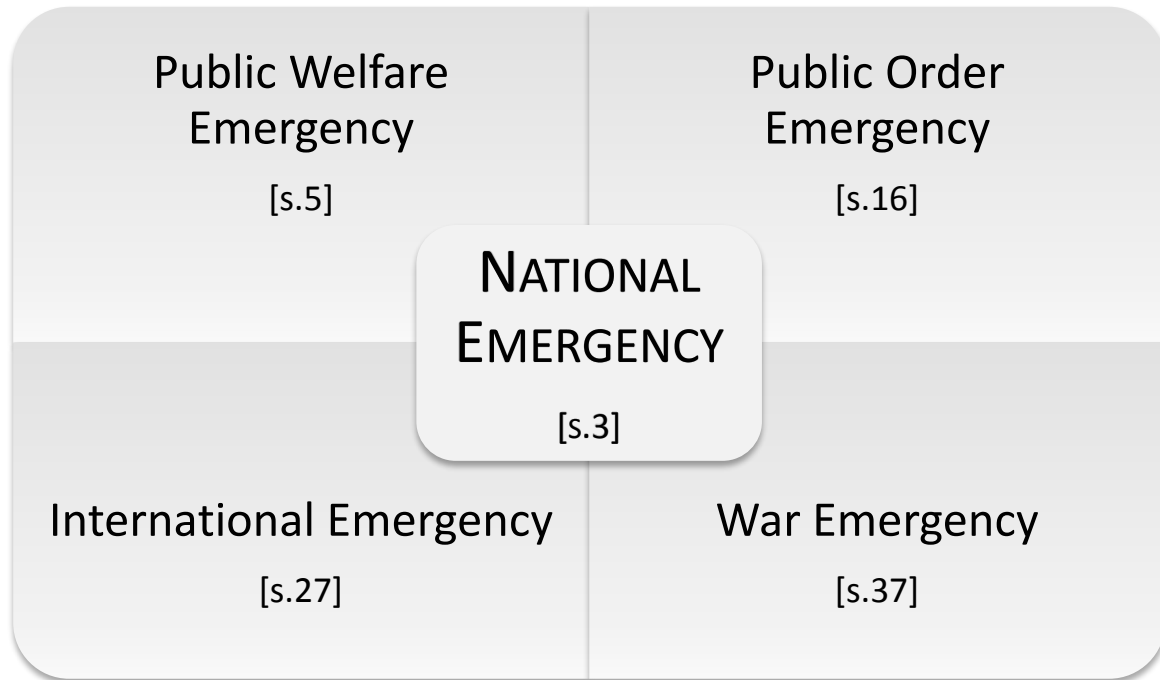 Public Welfare
Emergency
[s.5]
Public Order
Emergency
[s.16]
NATIONAL
EMERGENCY
[s.3]
International Emergency
[s.27]
War Emergency
[s.37]